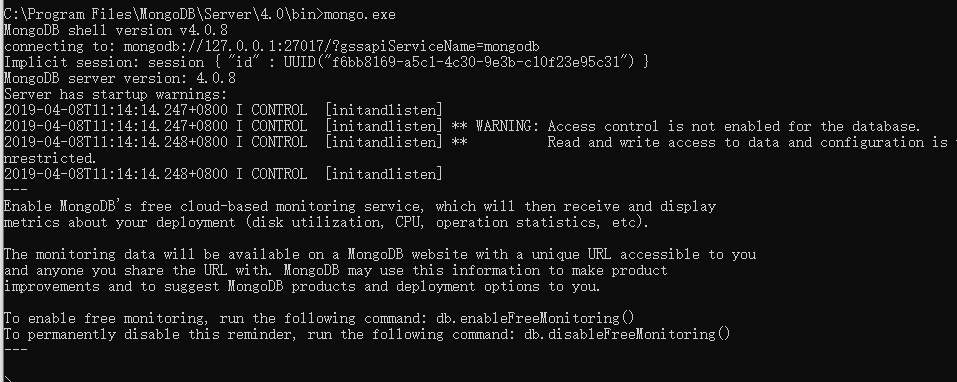 C:\Program Files\MongoDB\Server\4.0\bin>mongo.exe
MongoDB shell version v4.0.8
connecting to: mongodb://127.0.0.1:27017/?gssapiServiceName=mongodb
Implicit session: session { "id" : UUID("f6bb8169-a5c1-4c30-9e3b-c10f23e95c31") }
MongoDB server version: 4.0.8
Server has startup warnings:
2019-04-08T11:14:14.247+0800 I CONTROL  [initandlisten]
2019-04-08T11:14:14.247+0800 I CONTROL  [initandlisten] ** WARNING: Access control is not enabled for the database.
2019-04-08T11:14:14.248+0800 I CONTROL  [initandlisten] **          Read and write access to data and configuration is
nrestricted.
2019-04-08T11:14:14.248+0800 I CONTROL  [initandlisten]
---
Enable MongoDB's free cloud-based monitoring service, which will then receive and display
metrics about your deployment (disk utilization, CPU, operation statistics, etc).
The monitoring data will be available on a MongoDB website with a unique URL accessible to you
and anyone you share the URL with. MongoDB may use this information to make product
improvements and to suggest MongoDB products and deployment options to you.
To enable free monitoring, run the following command: db.enableFreeMonitoring()
To permanently disable this reminder, run the following command: db.disableFreeMonitoring()
---